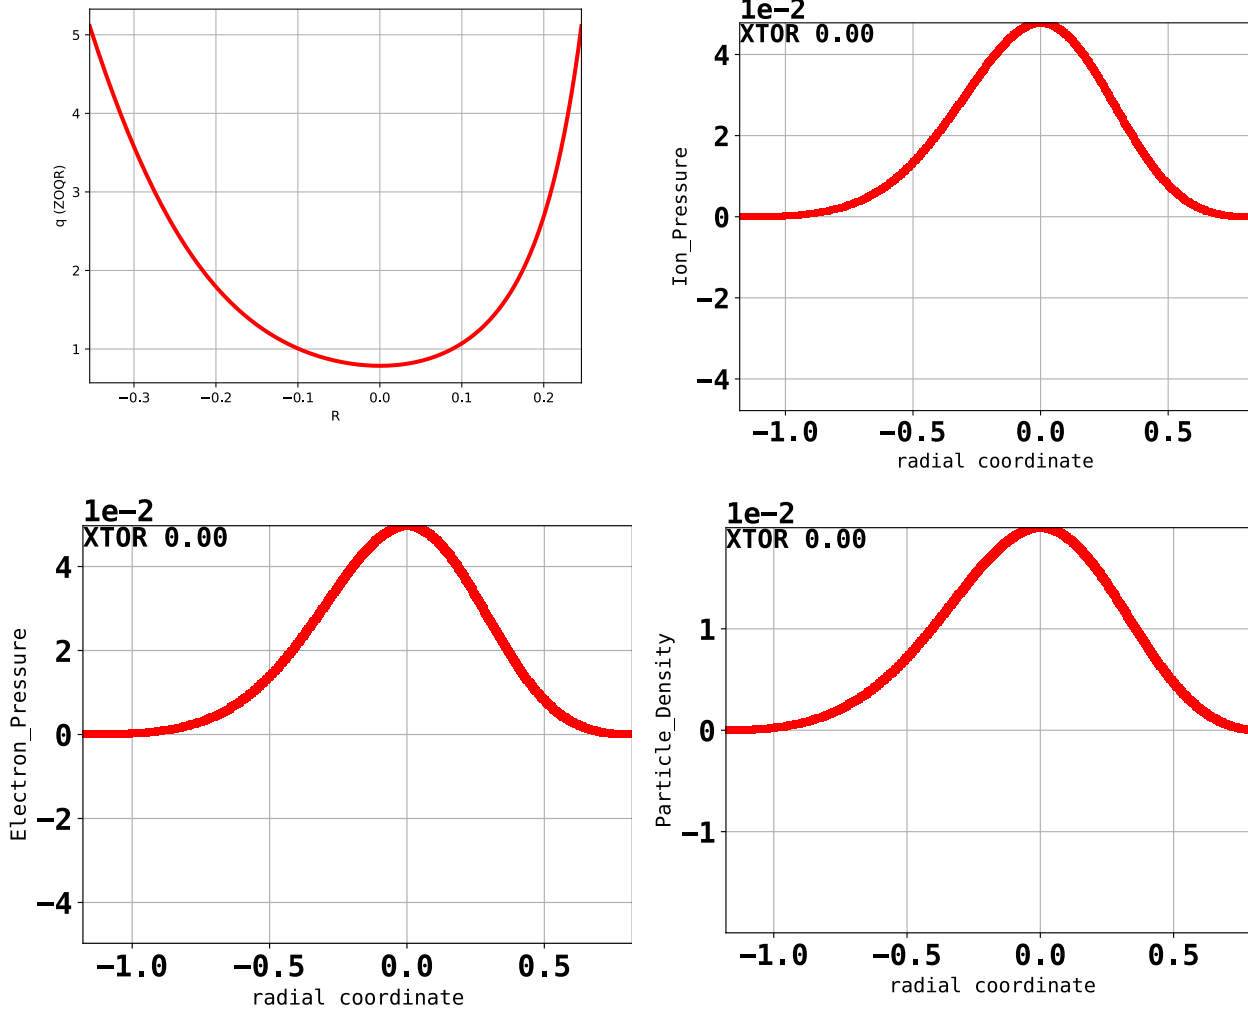 5
4
3
2
1
q (ZOQR)
−0.3 −0.2 −0.1 0.0 0.1 0.2
R
1e−2
XTOR 0.00
4
2
0
−2
−4
Ion_Pressure
−1.0 −0.5 0.0 0.5
radial coordinate
1e−2
XTOR 0.00
4
2
0
−2
−4
Electron_Pressure
−1.0 −0.5 0.0 0.5
radial coordinate
1e−2
XTOR 0.00
1
0
−1
Particle_Density
−1.0 −0.5 0.0 0.5
radial coordinate